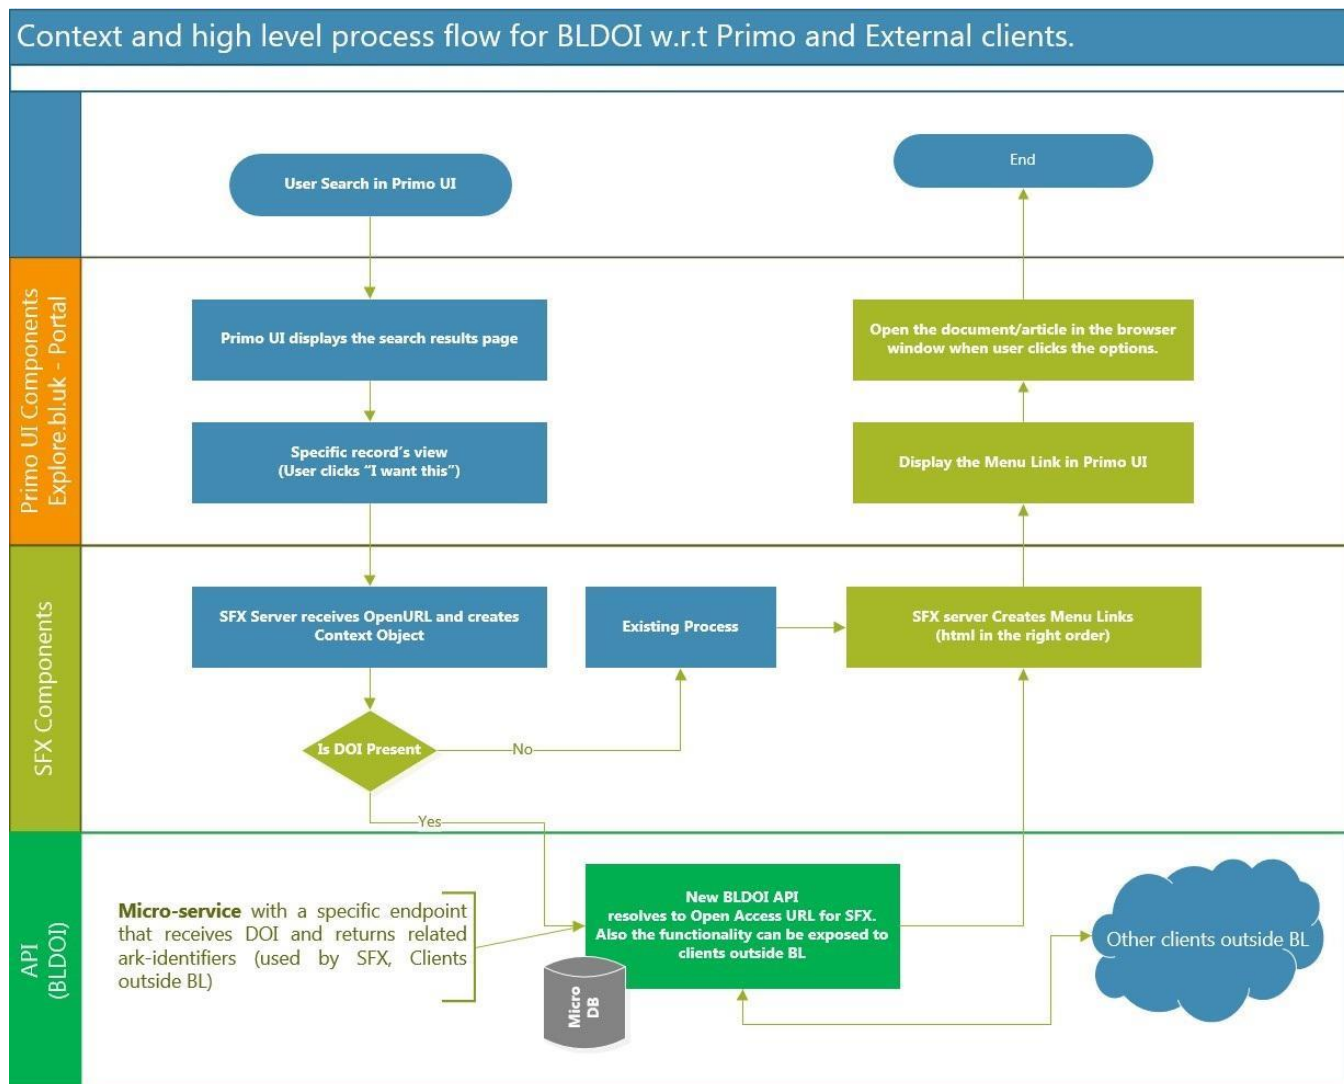 Context and high level process flow for BLDOI w.r.t Primo and External clients.
User Search in Primo UI
End
Primo UI Components
Explore.bl.uk - Portal
Primo UI displays the search results page
Open the document/article in the browser
window when user clicks the options.
Specific record’s view
(User clicks “I want this”)
Display the Menu Link in Primo UI
SFX Components
SFX Server receives OpenURL and creates
Context Object
Existing Process
SFX server Creates Menu Links
(html in the right order)
Is DOI Present
No
Yes
API
(BLDOI)
Micro-service with a specific endpoint
that receives DOI and returns related
ark-identifiers (used by SFX, Clients
outside BL)
New BLDOI API
resolves to Open Access URL for SFX.
Also the functionality can be exposed to
clients outside BL
Micro
DB
Other clients outside BL